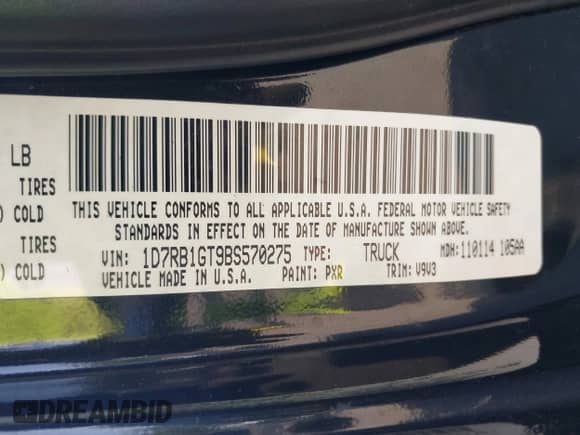 LB
TIRES
) COLD
TIRES
) COLD
THIS VEHICLE CONFORMS TO ALL APPLICABLE U.S.A. FEDERAL MOTOR VEHICLE SAFETY
STANDARDS IN EFFECT ON THE DATE OF MANUFACTURE SHOWN ABOVE.
VIN: 1D7RB1GT9BS570275 TYPE: TRUCK MDH: 110114 105AA
VEHICLE MADE IN U.S.A. PAINT: PXR TRIM: V9V3
DREAMBID